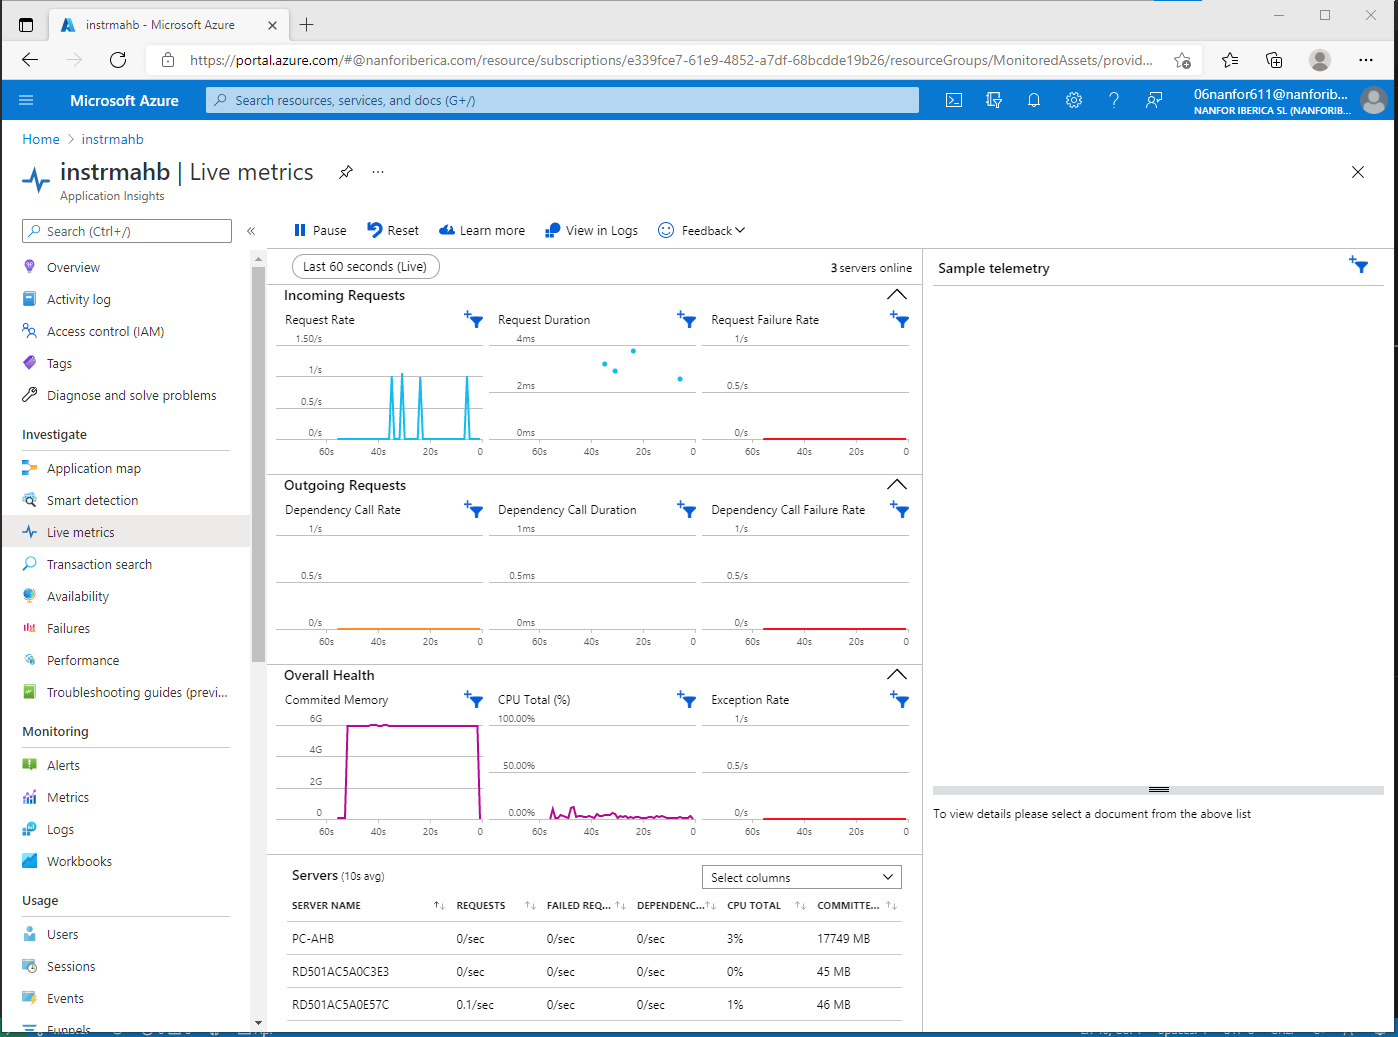 instrmahb - Microsoft Azure
https://portal.azure.com/#@nanforiberica.com/resource/subscriptions/e339fce7-61e9-4852-a7df-68bcdde19b26/resourceGroups/MonitoredAssets/provid...
Microsoft Azure
Search resources, services, and docs (G+/)
06nanfor611@nanforib...
NANFOR IBERICA SL (NANFORIB...
Home > instrmahb
instrmahb | Live metrics
Application Insights
Search (Ctrl+/)
«
Pause Reset Learn more View in Logs Feedback
Overview
Activity log
Access control (IAM)
Tags
Diagnose and solve problems
Investigate
Application map
Smart detection
Live metrics
Transaction search
Availability
Failures
Performance
Troubleshooting guides (previ...
Monitoring
Alerts
Metrics
Logs
Workbooks
Usage
Users
Sessions
Events
Funnels
Last 60 seconds (Live)
3 servers online
Incoming Requests
Request Rate
1.50/s
1/s
0.5/s
0/s
60s 40s 20s 0
Request Duration
4ms
2ms
0ms
60s 40s 20s 0
Request Failure Rate
1/s
0.5/s
0/s
60s 40s 20s 0
Outgoing Requests
Dependency Call Rate
1/s
0.5/s
0/s
60s 40s 20s 0
Dependency Call Duration
1ms
0.5ms
0ms
60s 40s 20s 0
Dependency Call Failure Rate
1/s
0.5/s
0/s
60s 40s 20s 0
Overall Health
Commited Memory
6G
4G
2G
0
60s 40s 20s 0
CPU Total (%)
100.00%
50.00%
0.00%
60s 40s 20s 0
Exception Rate
1/s
0.5/s
0/s
60s 40s 20s 0
Servers (10s avg)
Select columns
SERVER NAME REQUESTS FAILED REQ... DEPENDENC... CPU TOTAL COMMITTE...
PC-AHB 0/sec 0/sec 0/sec 3% 17749 MB
RD501AC5A0C3E3 0/sec 0/sec 0/sec 0% 45 MB
RD501AC5A0E57C 0.1/sec 0/sec 0/sec 1% 46 MB
Sample telemetry
To view details please select a document from the above list